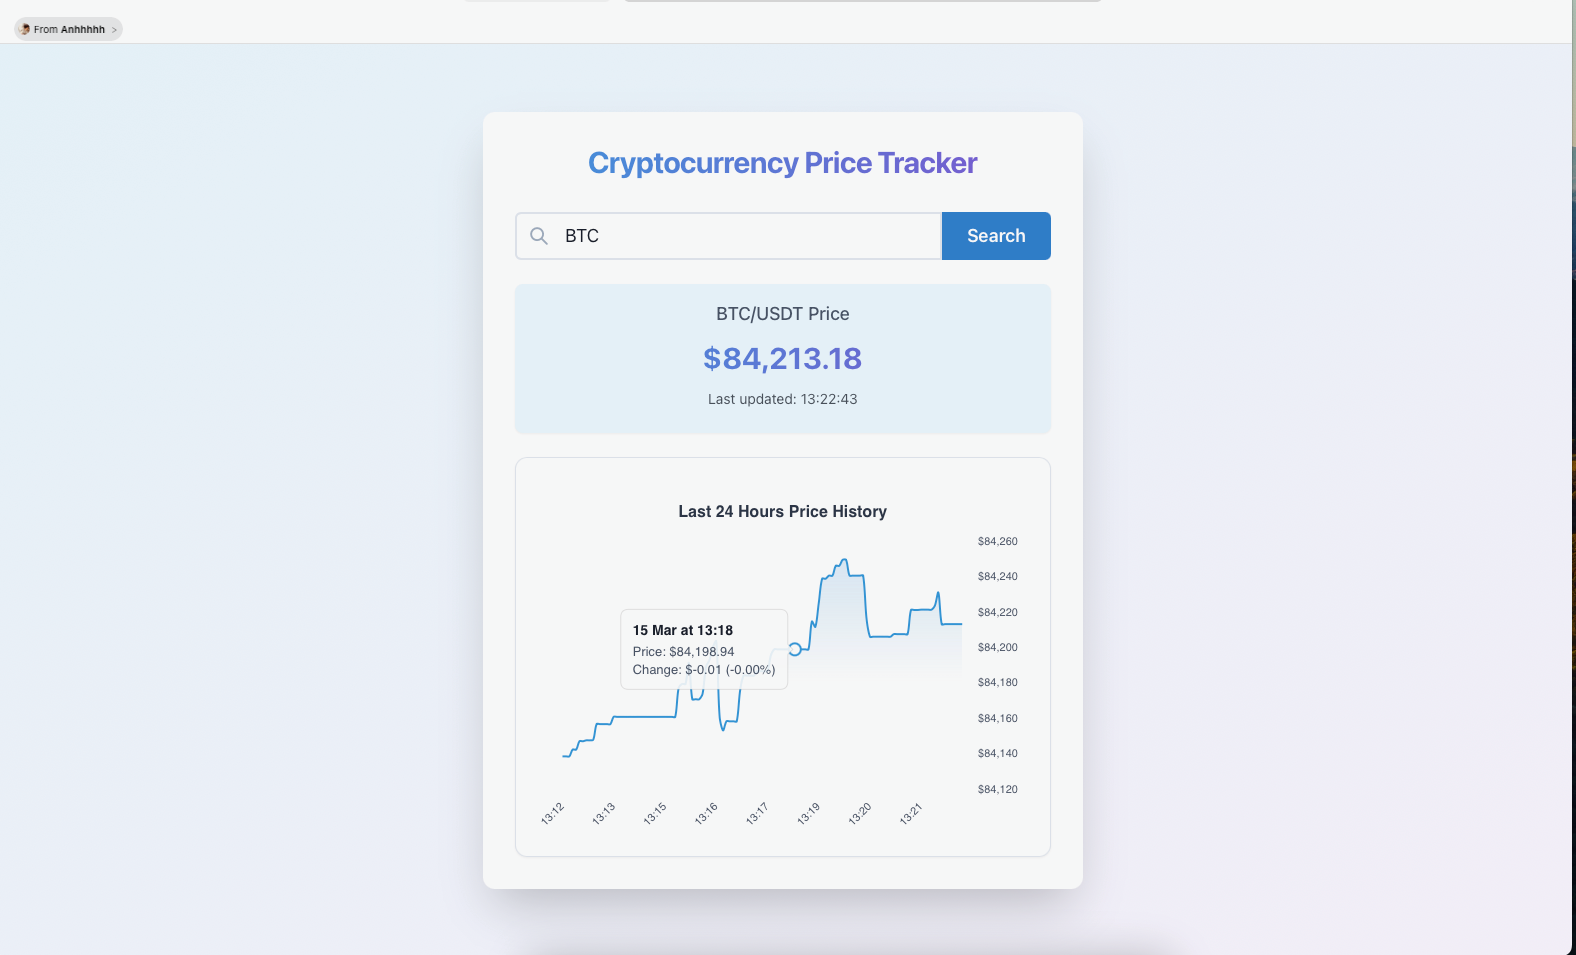 From Anhhhhh >
Cryptocurrency Price Tracker
BTC
Search
BTC/USDT Price
$84,213.18
Last updated: 13:22:43
Last 24 Hours Price History
$84,260
$84,240
$84,220
$84,200
$84,180
$84,160
$84,140
$84,120
15 Mar at 13:18
Price: $84,198.94
Change: $-0.01 (-0.00%)
13:12
13:13
13:15
13:16
13:17
13:19
13:20
13:21